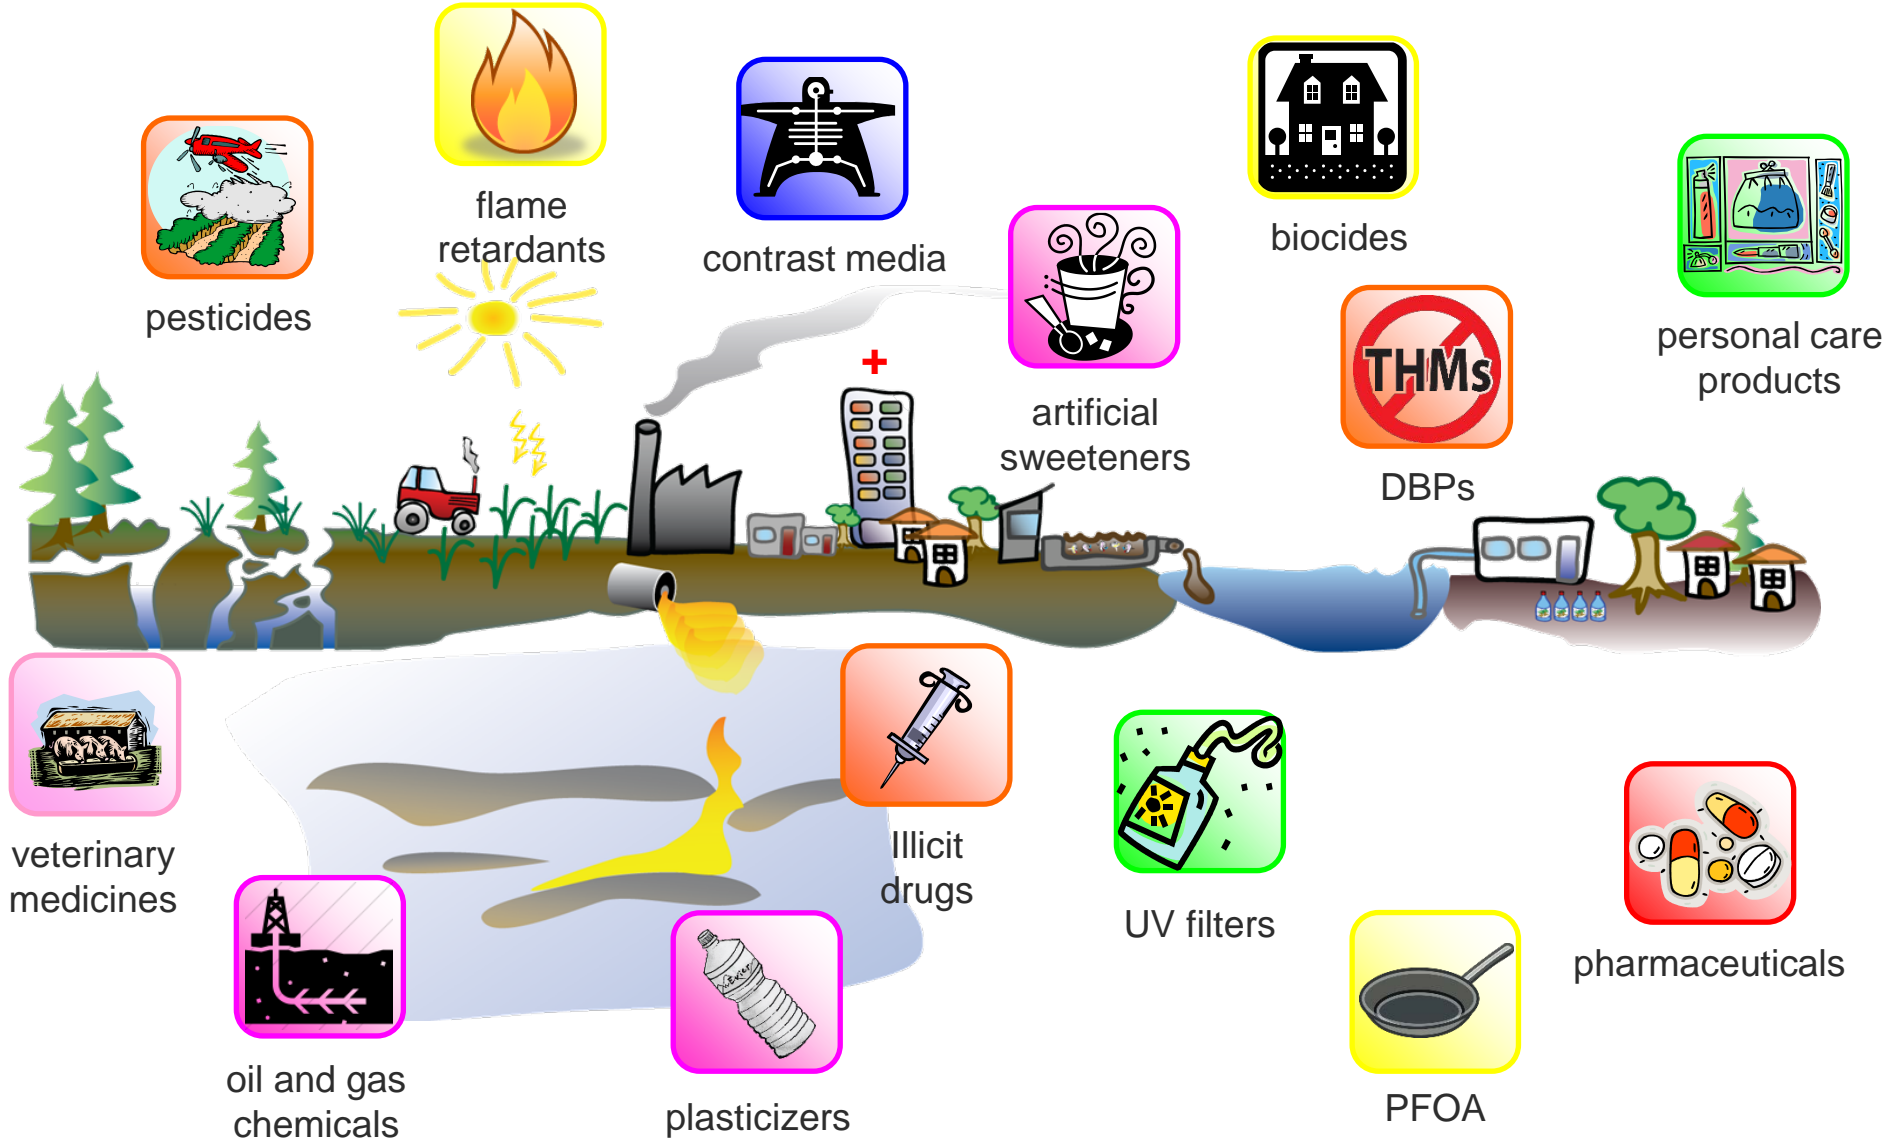 flame
retardants
contrast media
biocides
pesticides
personal care
products
artificial
sweeteners
THMs
DBPs
+
veterinary
medicines
Illicit
drugs
UV filters
pharmaceuticals
oil and gas
chemicals
plasticizers
PFOA